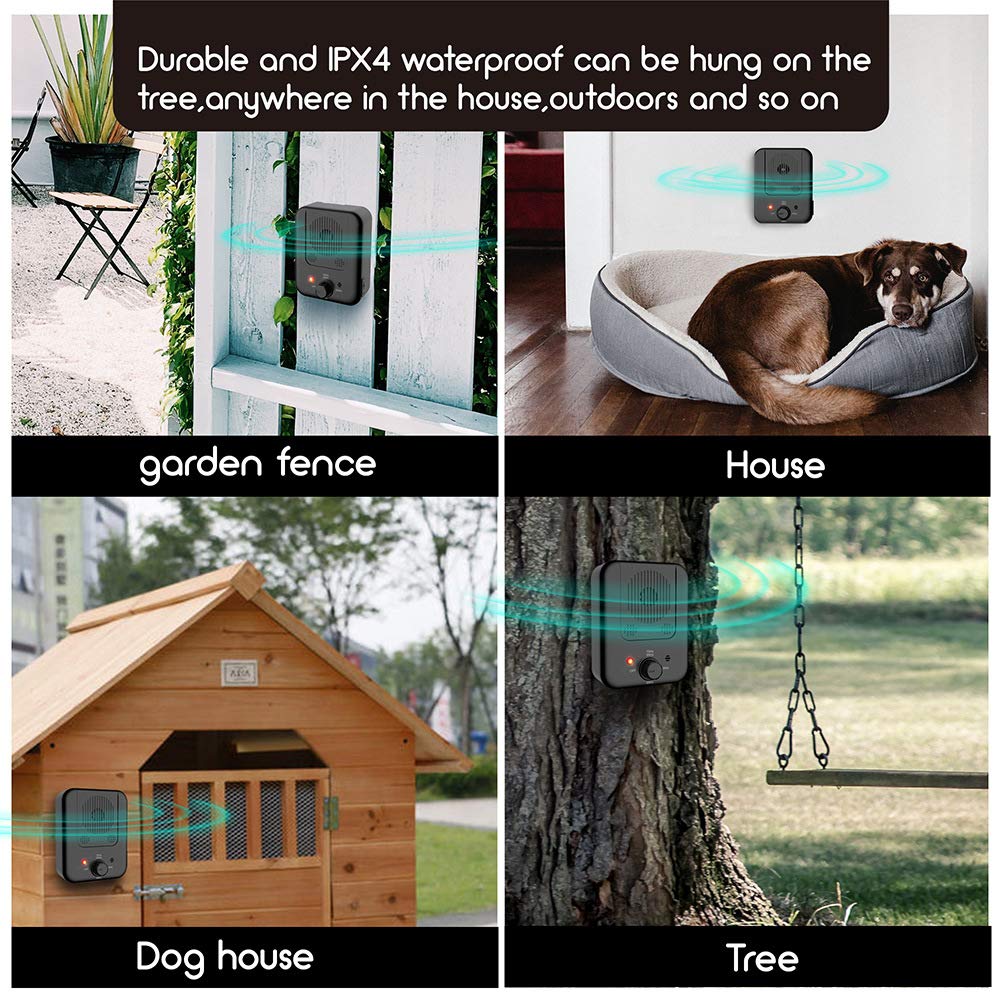 Durable and IPX4 waterproof can be hung on the
tree,anywhere in the house,outdoors and so on
garden fence
House
Dog house
Tree